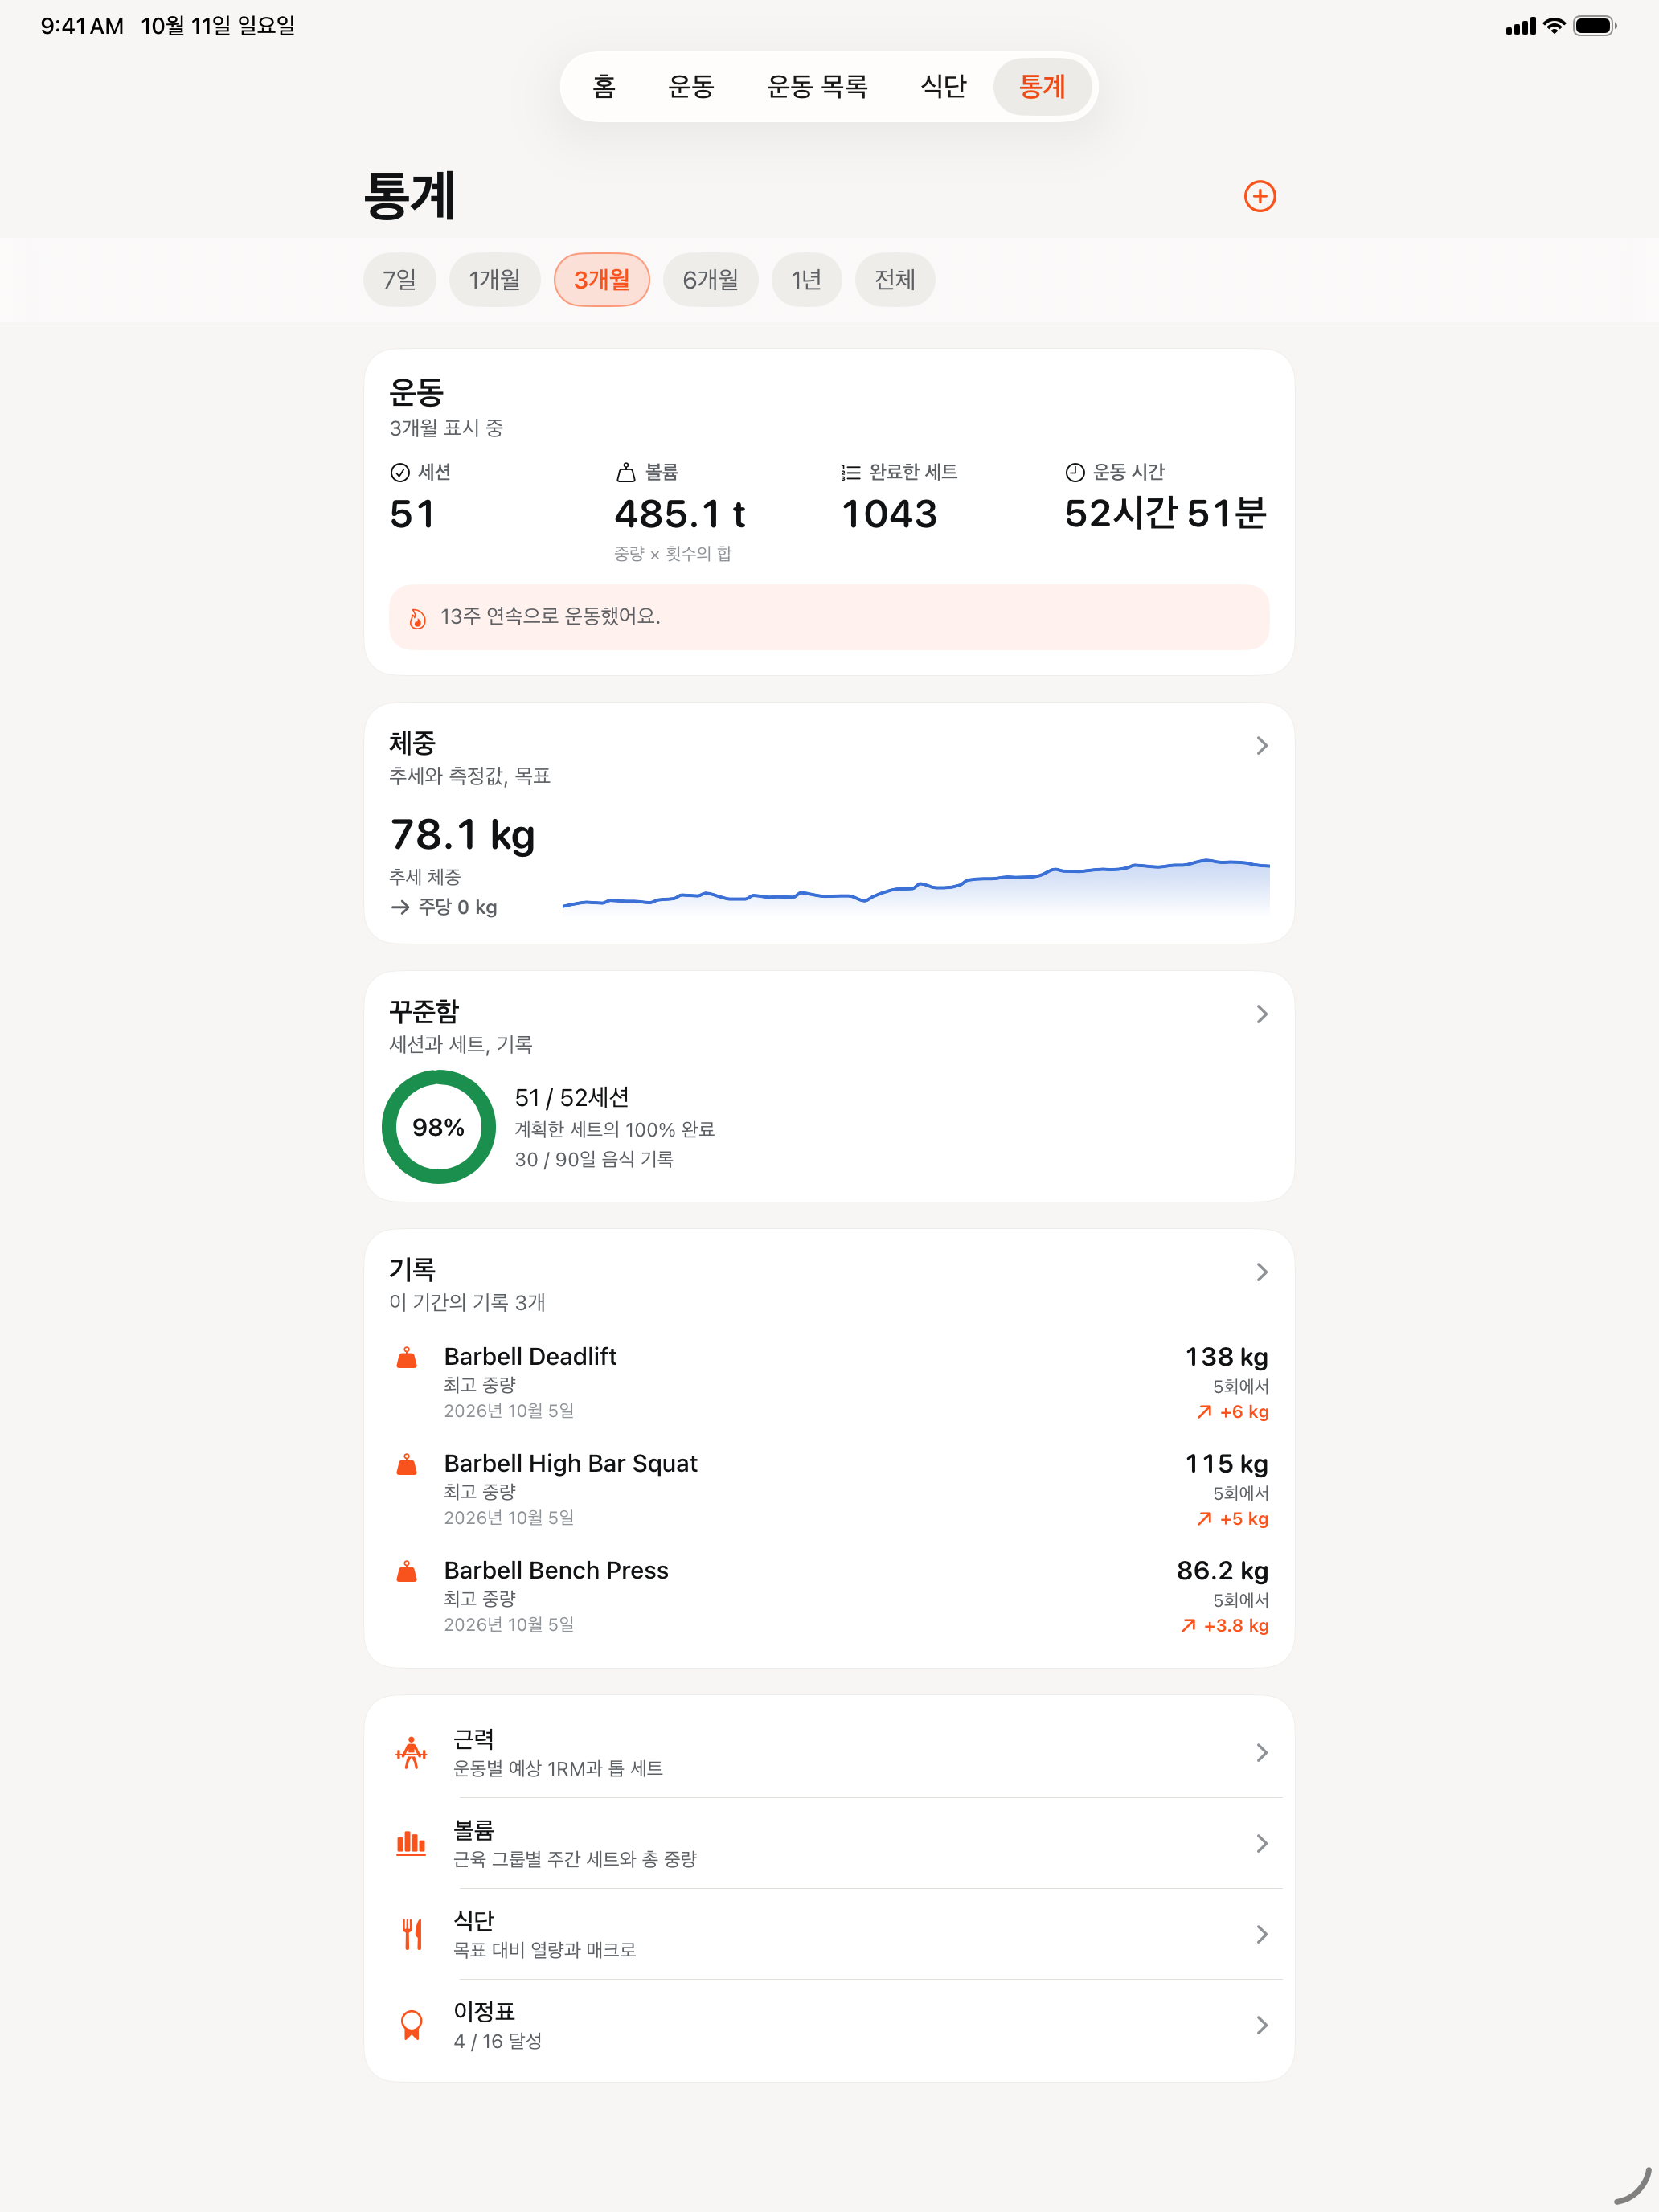 9:41 AM 10월 11일 일요일
홈 운동 운동 목록 식단 통계
통계
7일 1개월 3개월 6개월 1년 전체
운동
3개월 표시 중
세션 볼륨 완료한 세트 운동 시간
51 485.1 t 1043 52시간 51분
중량 × 횟수의 합
13주 연속으로 운동했어요.
체중
추세와 측정값, 목표
78.1 kg
추세 체중
주당 0 kg
꾸준함
세션과 세트, 기록
98%
51 / 52세션
계획한 세트의 100% 완료
30 / 90일 음식 기록
기록
이 기간의 기록 3개
Barbell Deadlift 138 kg
최고 중량 5회에서
2026년 10월 5일 +6 kg
Barbell High Bar Squat 115 kg
최고 중량 5회에서
2026년 10월 5일 +5 kg
Barbell Bench Press 86.2 kg
최고 중량 5회에서
2026년 10월 5일 +3.8 kg
근력
운동별 예상 1RM과 톱 세트
볼륨
근육 그룹별 주간 세트와 총 중량
식단
목표 대비 열량과 매크로
이정표
4 / 16 달성